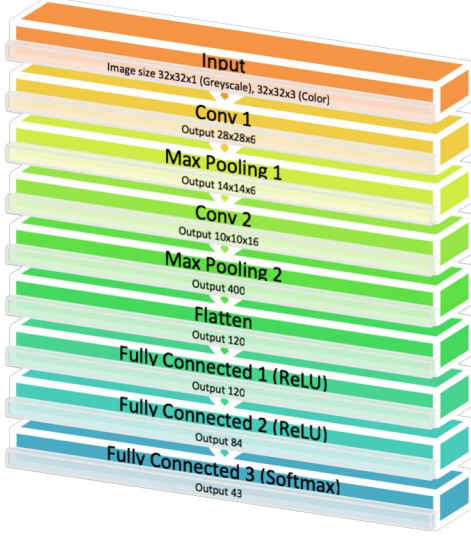 Input
Image size 32x32x1 (Greyscale), 32x32x3 (Color)
Conv 1
Output 28x28x6
Max Pooling 1
Output 14x14x6
Conv 2
Output 10x10x16
Max Pooling 2
Output 400
Flatten
Output 120
Fully Connected 1 (ReLU)
Output 120
Fully Connected 2 (ReLU)
Output 84
Fully Connected 3 (Softmax)
Output 43